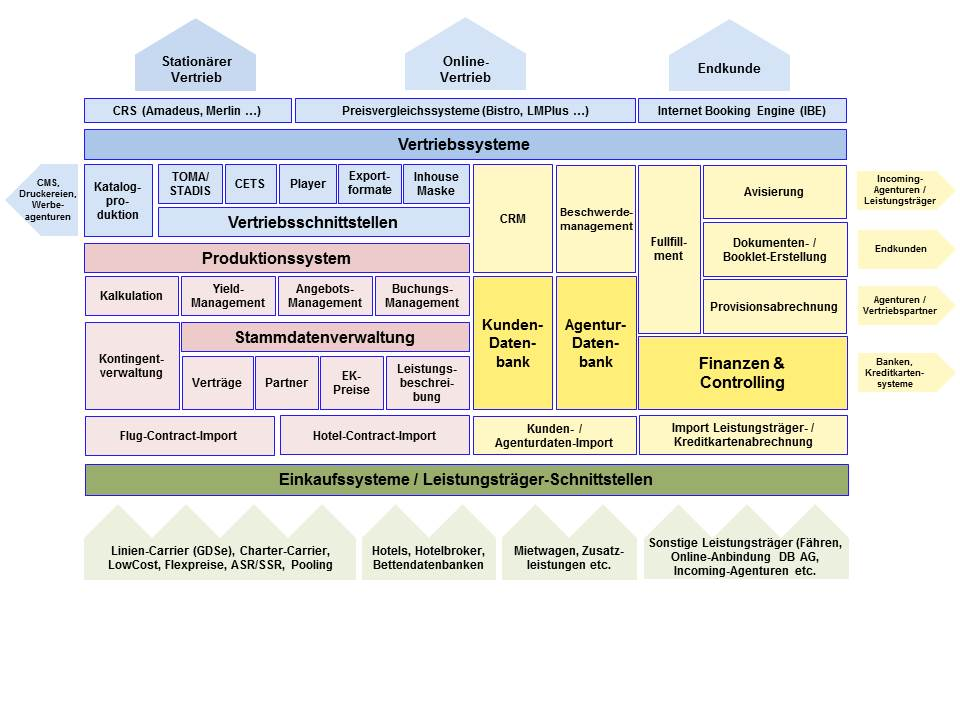 Stationärer
Vertrieb
Online-
Vertrieb
Endkunde
CRS (Amadeus, Merlin …)
Preisvergleichssysteme (Bistro, LMPlus …)
Internet Booking Engine (IBE)
Vertriebssysteme
CMS,
Druckereien,
Werbe-
agenturen
Katalog-
pro-
duktion
TOMA/
STADIS
CETS
Player
Export-
formate
Inhouse
Maske
Vertriebsschnittstellen
CRM
Beschwerde-
management
Fullfill-
ment
Avisierung
Incoming-
Agenturen /
Leistungsträger
Dokumenten- /
Booklet-Erstellung
Endkunden
Provisionsabrechnung
Agenturen /
Vertriebspartner
Produktionssystem
Kalkulation
Yield-
Management
Angebots-
Management
Buchungs-
Management
Kontingent-
verwaltung
Stammdatenverwaltung
Verträge
Partner
EK-
Preise
Leistungs-
beschrei-
bung
Kunden-
Daten-
bank
Agentur-
Daten-
bank
Finanzen &
Controlling
Banken,
Kreditkarten-
systeme
Flug-Contract-Import
Hotel-Contract-Import
Kunden- /
Agenturdaten-Import
Import Leistungsträger- /
Kreditkartenabrechnung
Einkaufssysteme / Leistungsträger-Schnittstellen
Linien-Carrier (GDSe), Charter-Carrier,
LowCost, Flexpreise, ASR/SSR, Pooling
Hotels, Hotelbroker,
Bettendatenbanken
Mietwagen, Zusatz-
leistungen etc.
Sonstige Leistungsträger (Fähren,
Online-Anbindung DB AG,
Incoming-Agenturen etc.